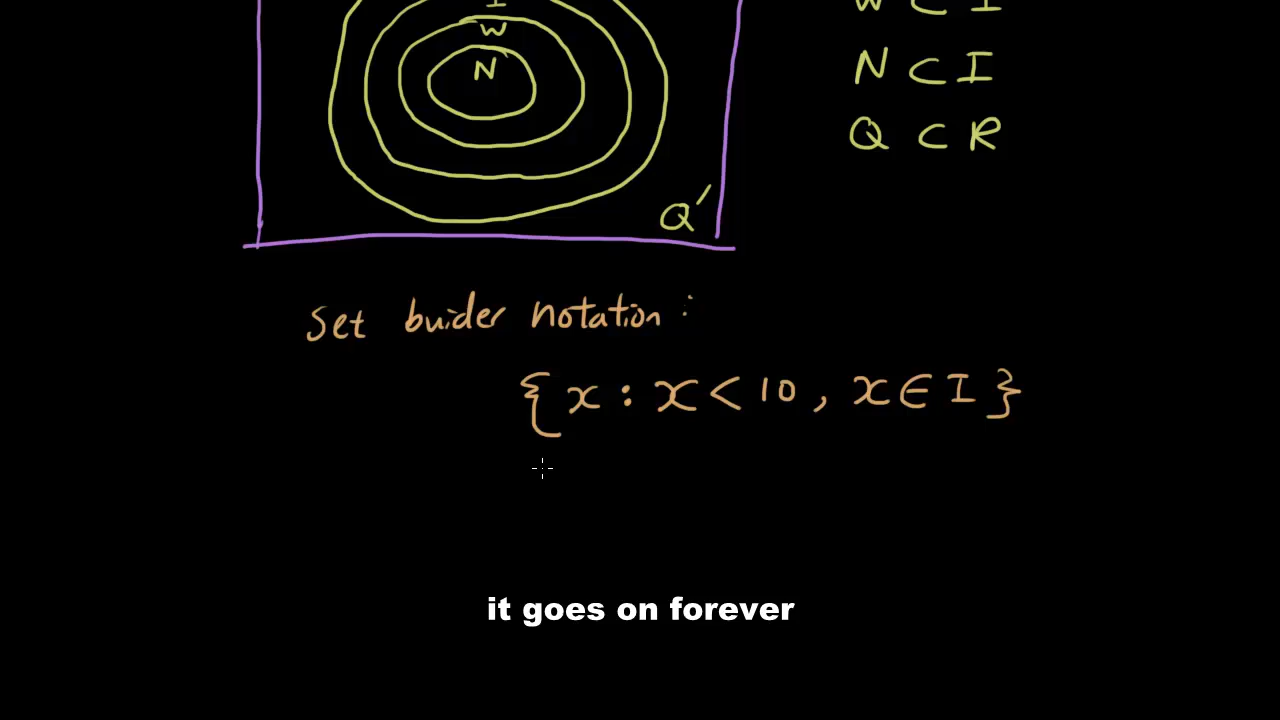 I
W
N
Q'
W ⊂ I
N ⊂ I
Q ⊂ R
Set buider notation :
{ x : x < 10 , x ∈ I }
it goes on forever